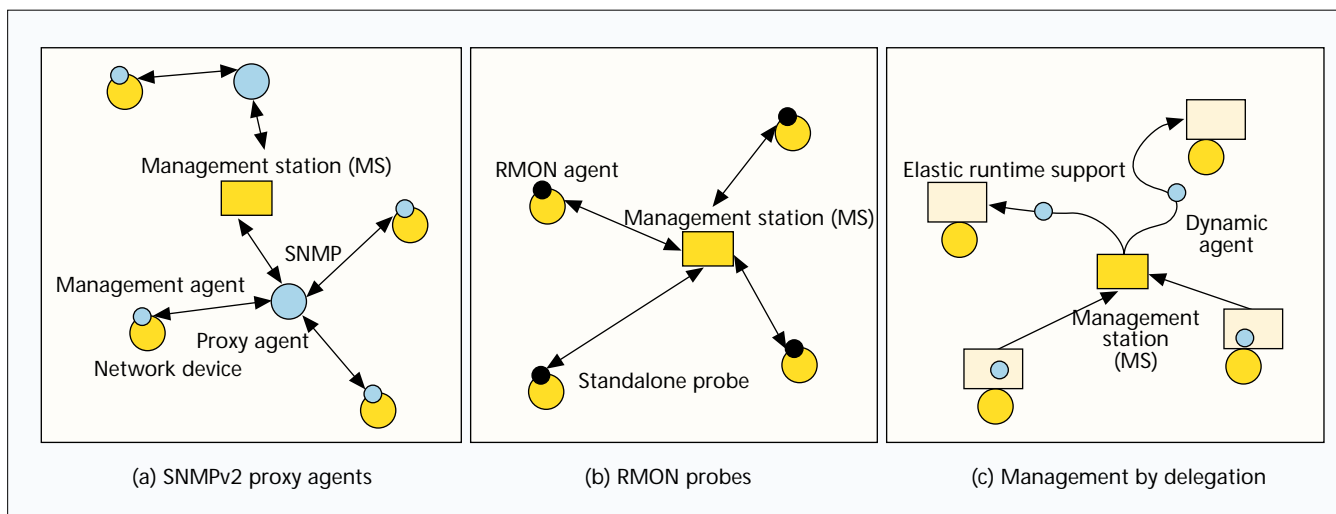 Management station (MS)
SNMP
Management agent
Proxy agent
Network device
(a) SNMPv2 proxy agents
RMON agent
Management station (MS)
Standalone probe
(b) RMON probes
Elastic runtime support
Dynamic
agent
Management
station
(MS)
(c) Management by delegation